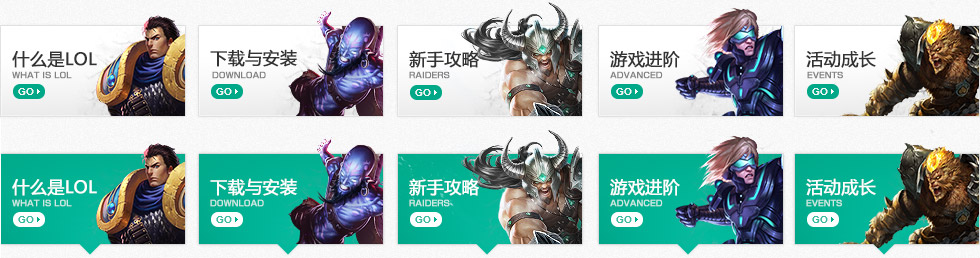 什么是LOL
WHAT IS LOL
GO
下载与安装
DOWNLOAD
GO
新手攻略
RAIDERS
GO
游戏进阶
ADVANCED
GO
活动成长
EVENTS
GO
什么是LOL
WHAT IS LOL
GO
下载与安装
DOWNLOAD
GO
新手攻略
RAIDERS
GO
游戏进阶
ADVANCED
GO
活动成长
EVENTS
GO